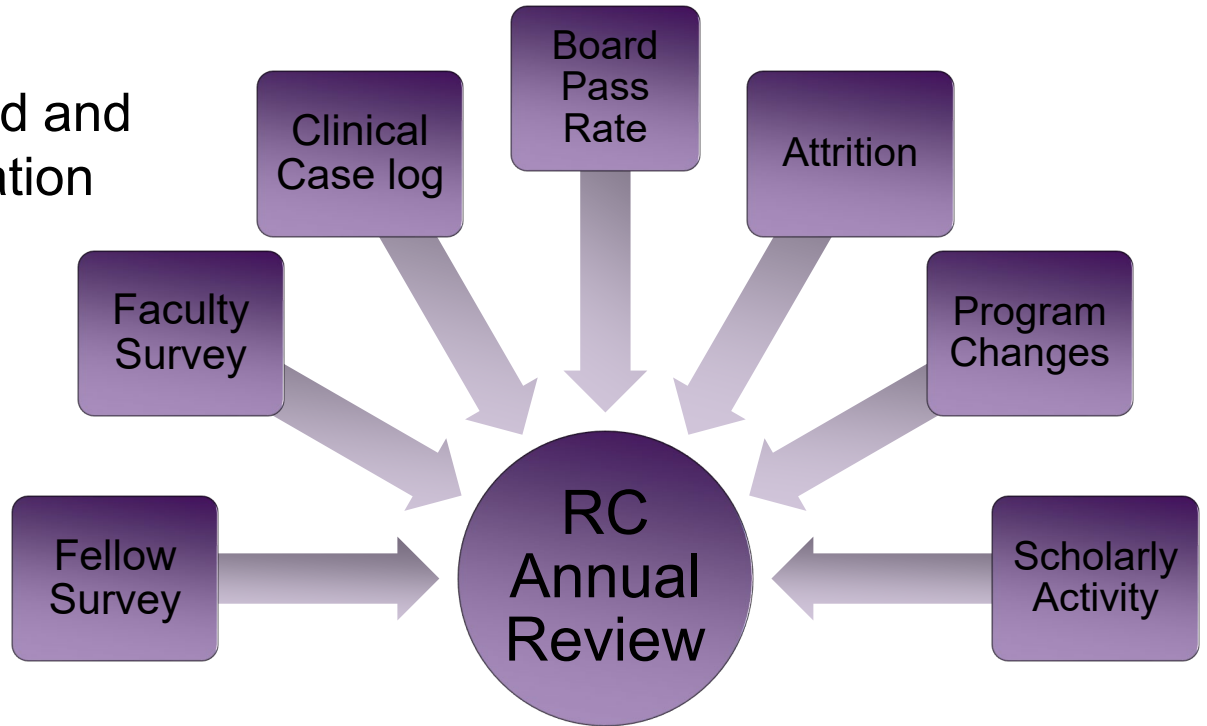 d and
ation
Clinical
Case log
Board
Pass
Rate
Attrition
Faculty
Survey
Program
Changes
Fellow
Survey
RC
Annual
Review
Scholarly
Activity